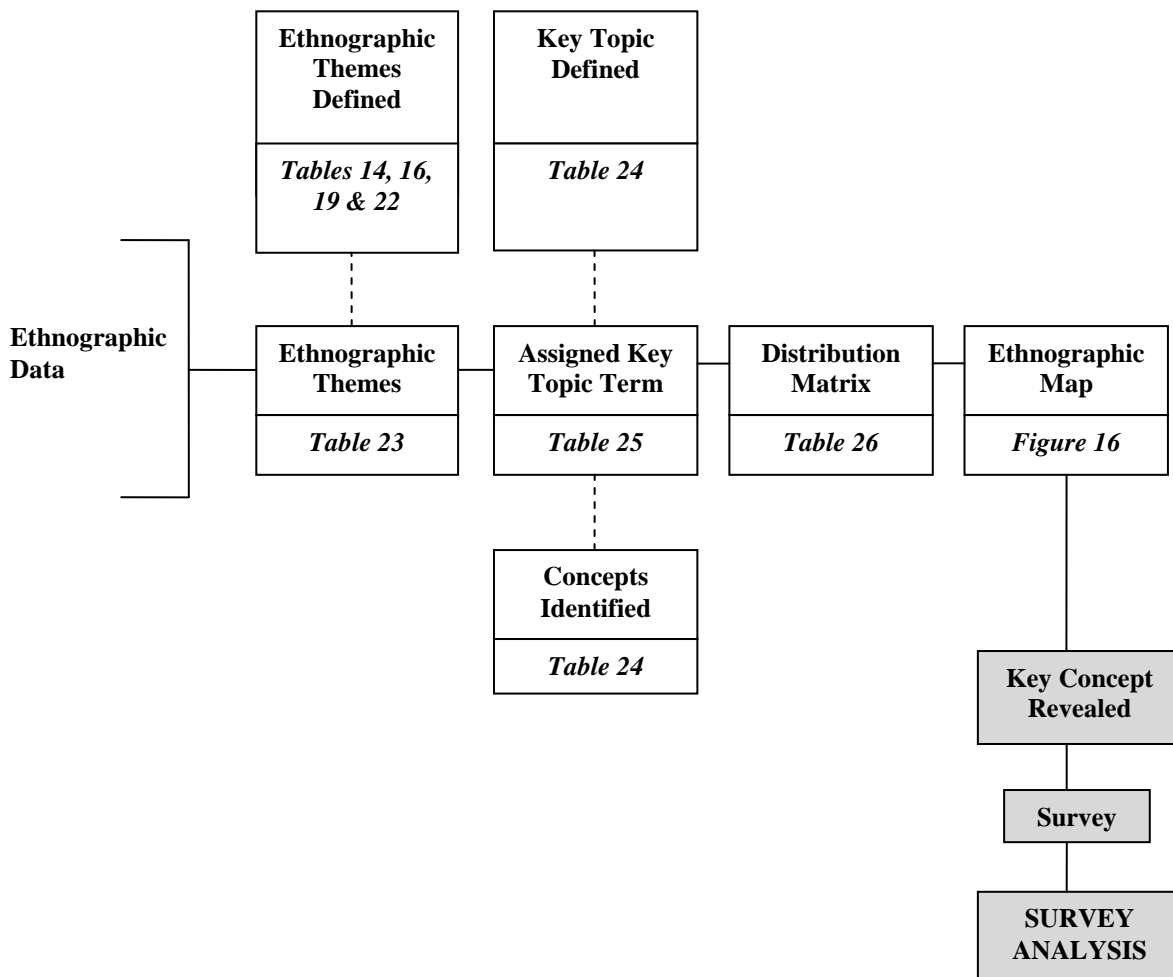 Ethnographic
Themes
Defined
Tables 14, 16,
19 & 22
Key Topic
Defined
Table 24
Ethnographic
Data
Ethnographic
Themes
Table 23
Assigned Key
Topic Term
Table 25
Distribution
Matrix
Table 26
Ethnographic
Map
Figure 16
Concepts
Identified
Table 24
Key Concept
Revealed
Survey
SURVEY
ANALYSIS